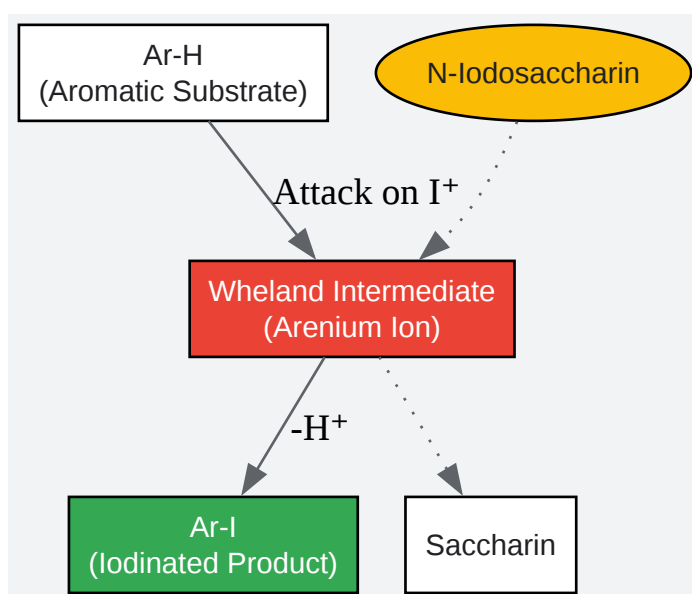 Ar-H
(Aromatic Substrate)
N-Iodosaccharin
Attack on I⁺
Wheland Intermediate
(Arenium Ion)
-H⁺
Ar-I
(Iodinated Product)
Saccharin